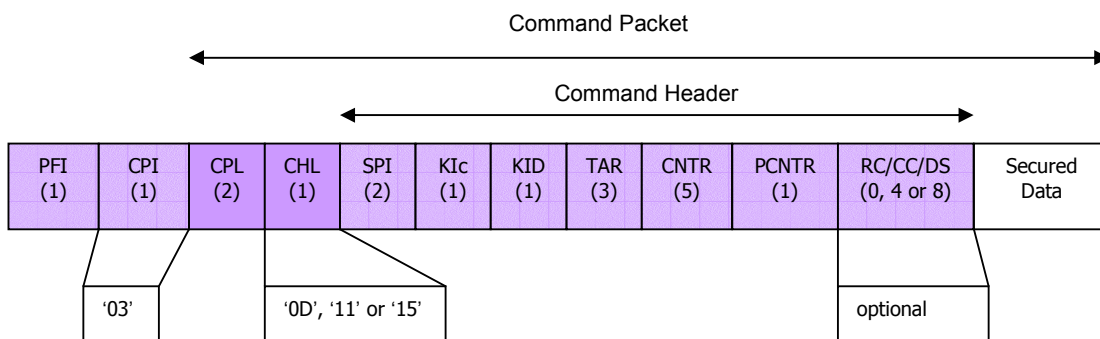 Command Packet
Command Header
PFI
(1)
CPI
(1)
CPL
(2)
CHL
(1)
SPI
(2)
KIc
(1)
KID
(1)
TAR
(3)
CNTR
(5)
PCNTR
(1)
RC/CC/DS
(0, 4 or 8)
Secured
Data
‘03’
‘0D’, ‘11’ or ‘15’
optional